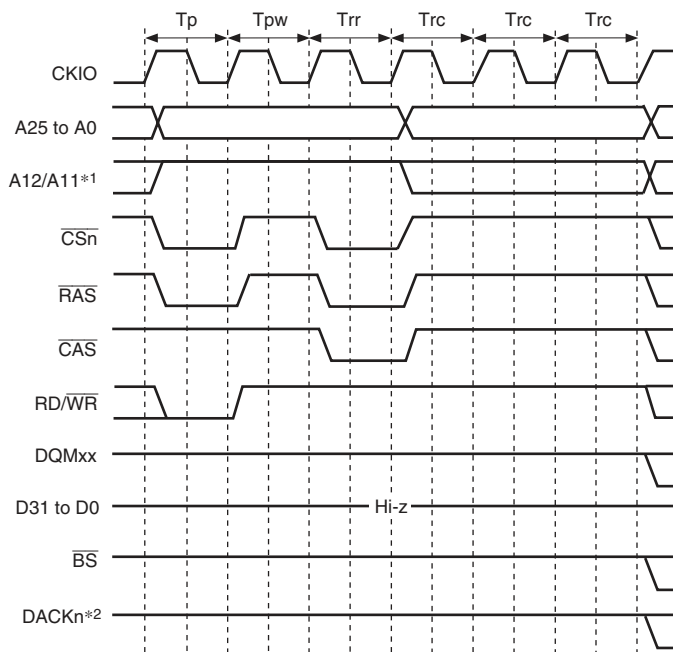 Tp Tpw Trr Trc Trc Trc
CKIO
A25 to A0
A12/A11*1
CSn
RAS
CAS
RD/WR
DQMxx
D31 to D0 Hi-z
BS
DACKn*2